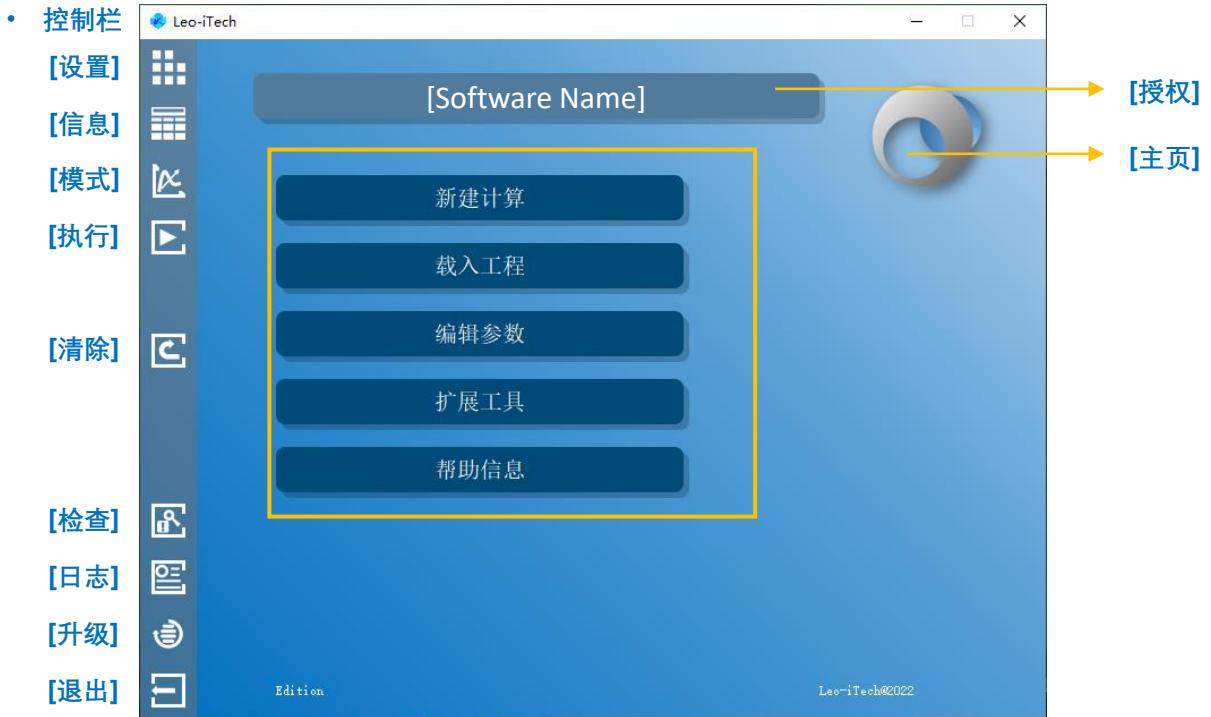 • 控制栏
Leo-iTech
[设置]
[Software Name]
[授权]
[信息]
[主页]
[模式]
新建计算
[执行]
载入工程
编辑参数
[清除]
扩展工具
帮助信息
[检查]
[日志]
[升级]
[退出]
Edition
Leo-iTech@2022